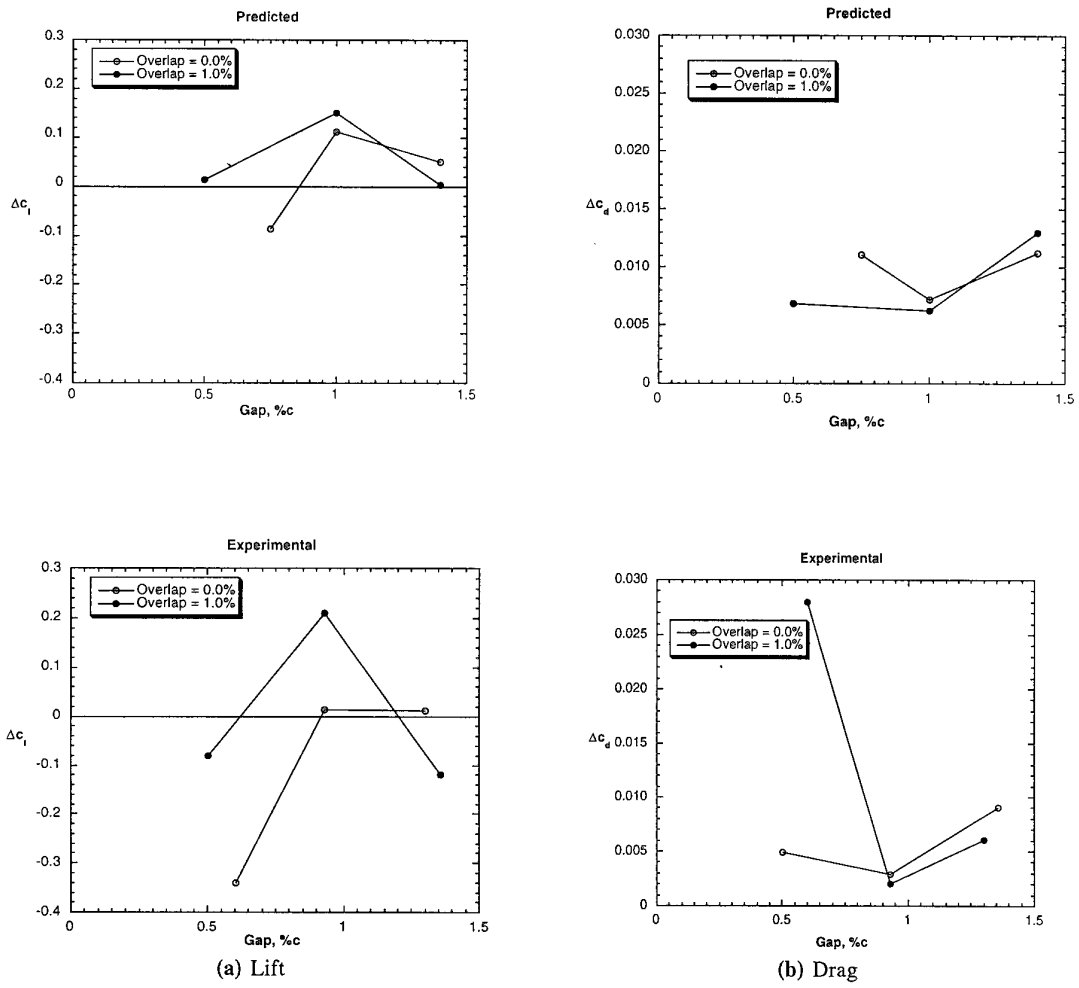 Predicted
0.3
0.2
0.1
0
-0.1
-0.2
-0.3
-0.4
Δc_l
Overlap = 0.0%
Overlap = 1.0%
0 0.5 1 1.5
Gap, %c
Predicted
0.030
0.025
0.020
0.015
0.010
0.005
0
Δc_d
Overlap = 0.0%
Overlap = 1.0%
0 0.5 1 1.5
Gap, %c
Experimental
0.3
0.2
0.1
0
-0.1
-0.2
-0.3
-0.4
Δc_l
Overlap = 0.0%
Overlap = 1.0%
0 0.5 1 1.5
Gap, %c
(a) Lift
Experimental
0.030
0.025
0.020
0.015
0.010
0.005
0
Δc_d
Overlap = 0.0%
Overlap = 1.0%
0 0.5 1 1.5
Gap, %c
(b) Drag